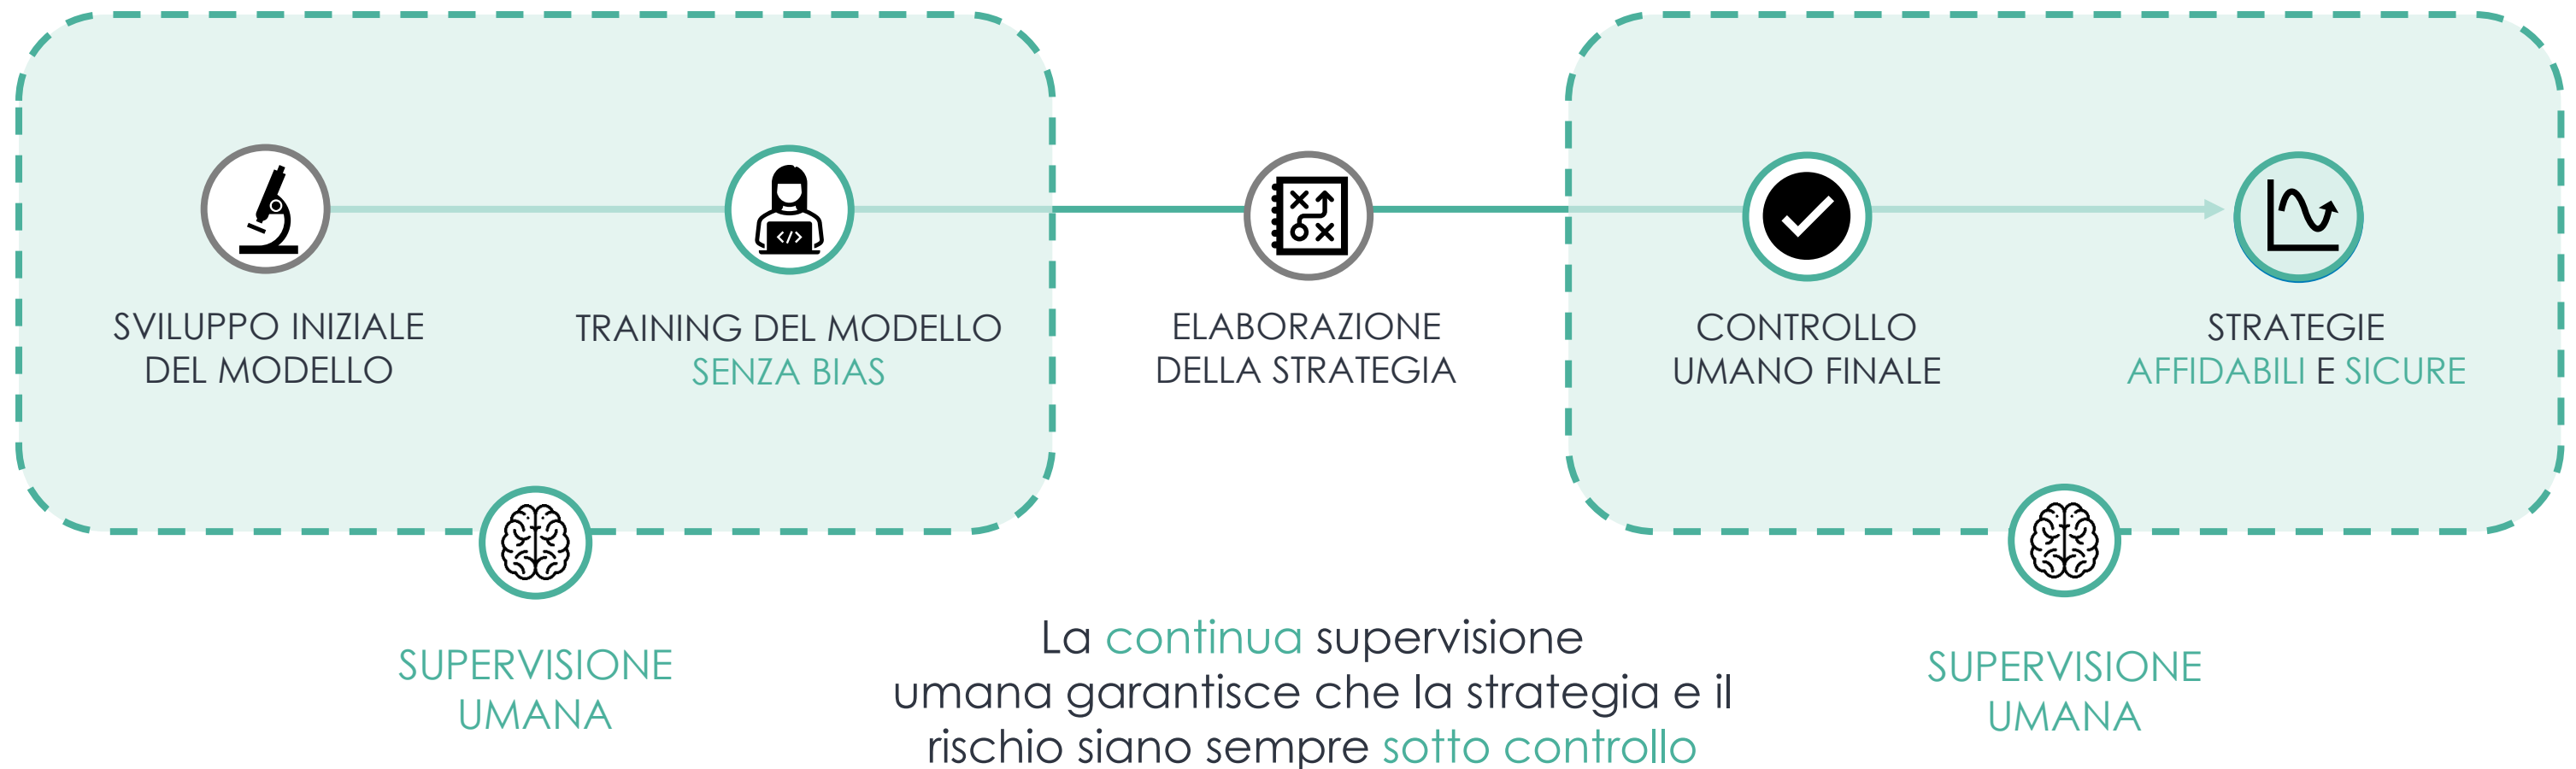 SVILUPPO INIZIALE
DEL MODELLO
TRAINING DEL MODELLO
SENZA BIAS
ELABORAZIONE
DELLA STRATEGIA
CONTROLLO
UMANO FINALE
STRATEGIE
AFFIDABILI E SICURE
SUPERVISIONE
UMANA
La continua supervisione
umana garantisce che la strategia e il
rischio siano sempre sotto controllo
SUPERVISIONE
UMANA